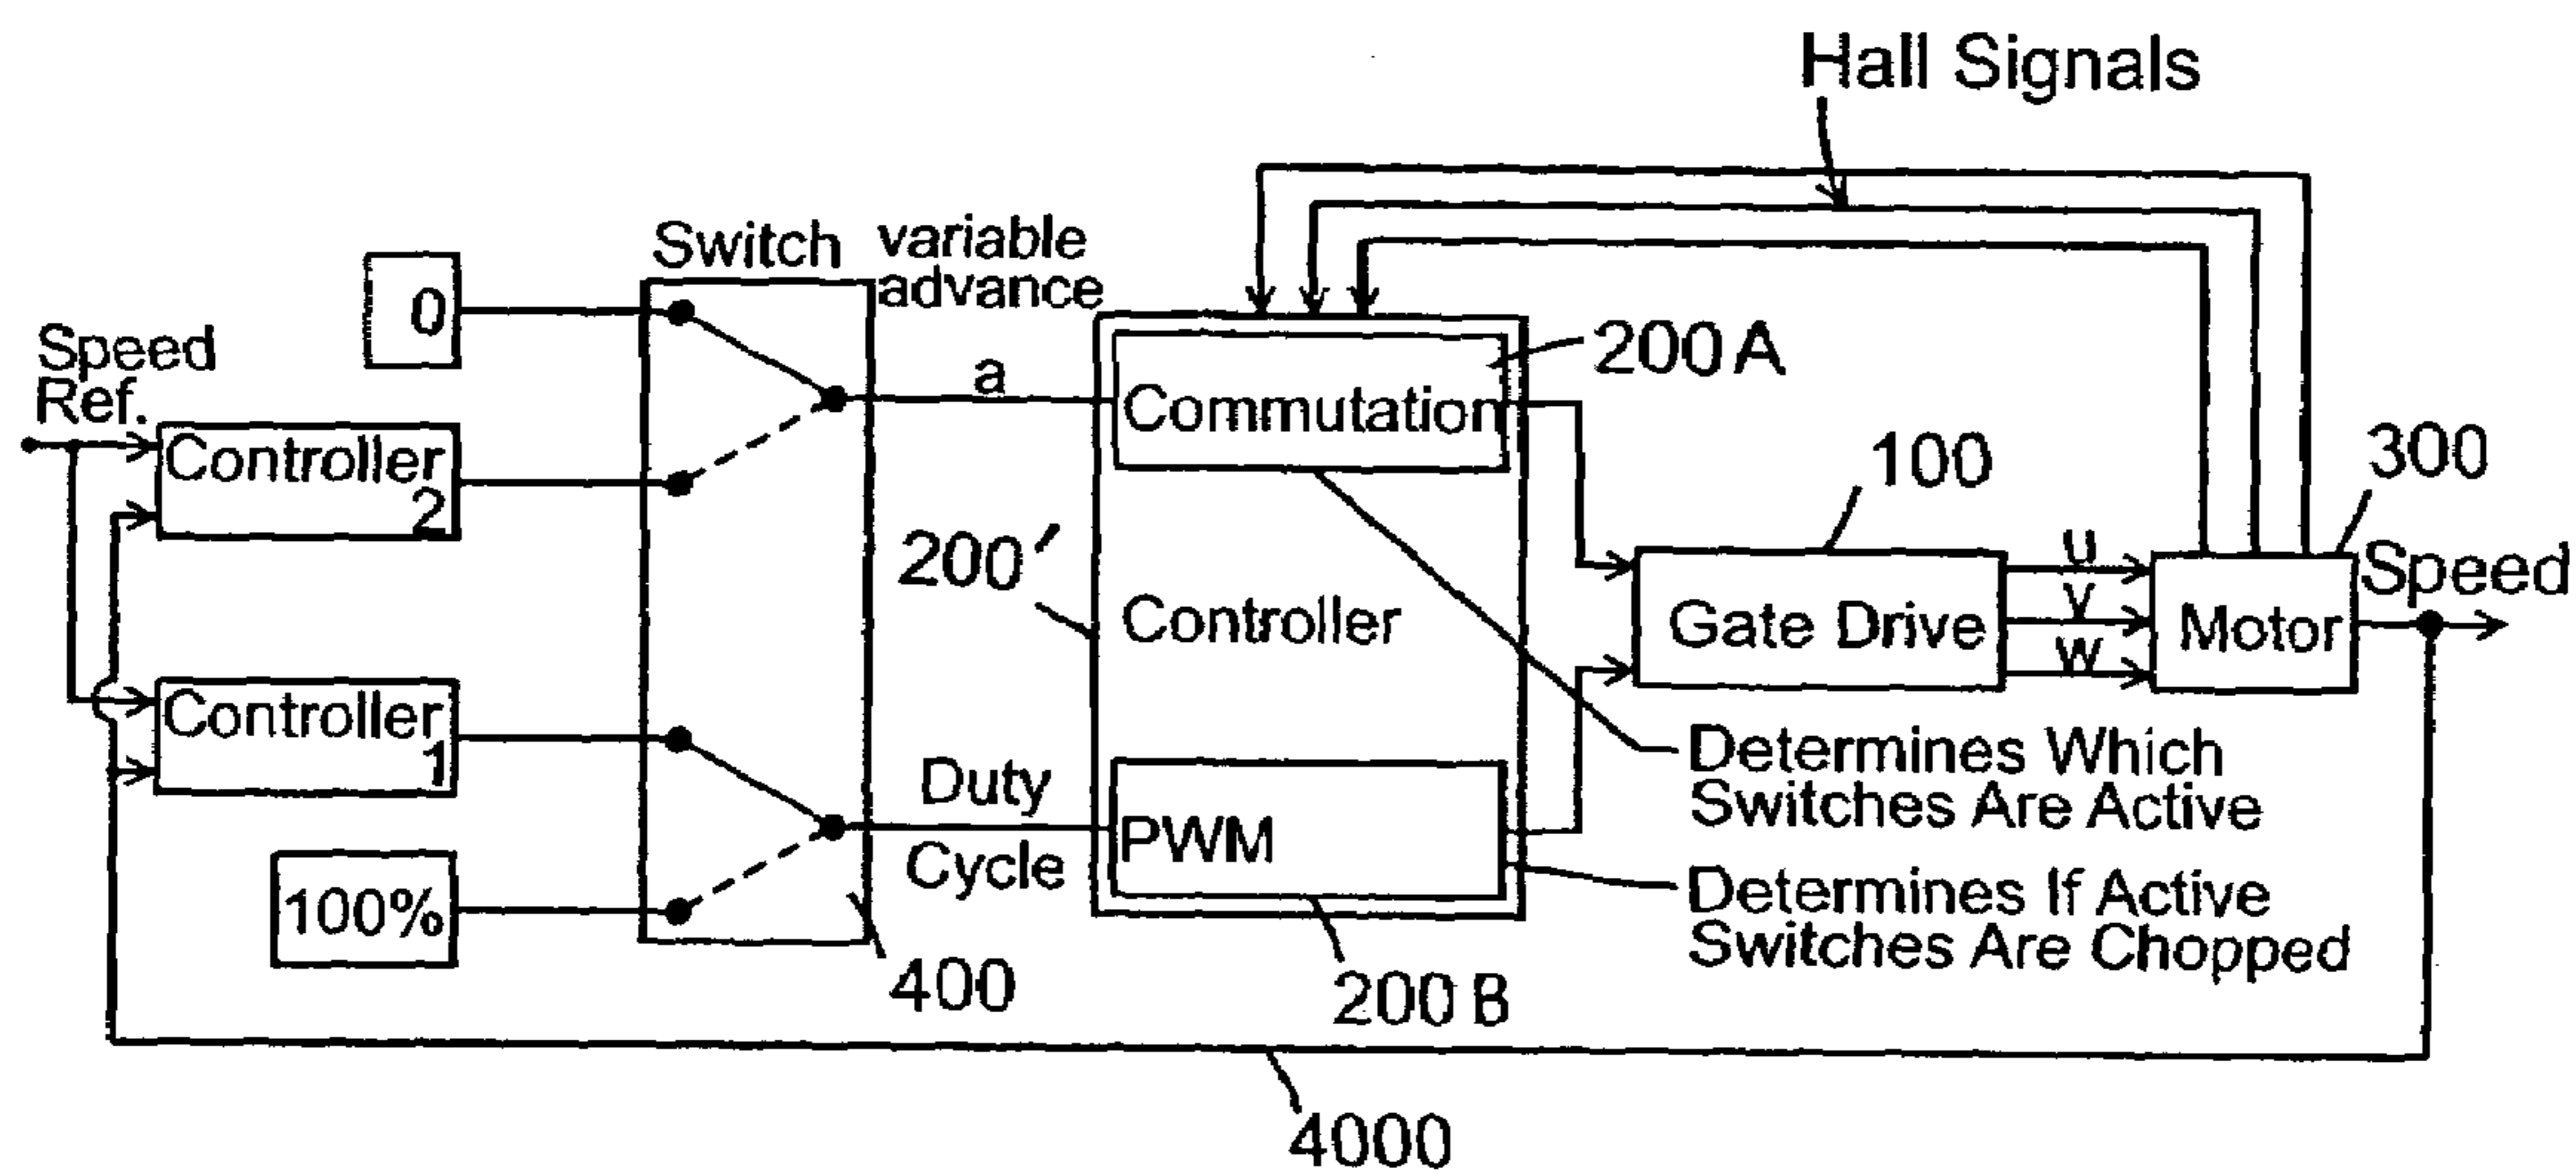 Hall Signals
Switch
variable
advance
0
Speed
Ref.
a
200 A
Commutation
Controller
2
100
300
200'
u
v
w
Speed
Controller
Gate Drive
Motor
Controller
1
Duty
Cycle
Determines Which
Switches Are Active
PWM
100%
Determines If Active
Switches Are Chopped
400
200 B
4000